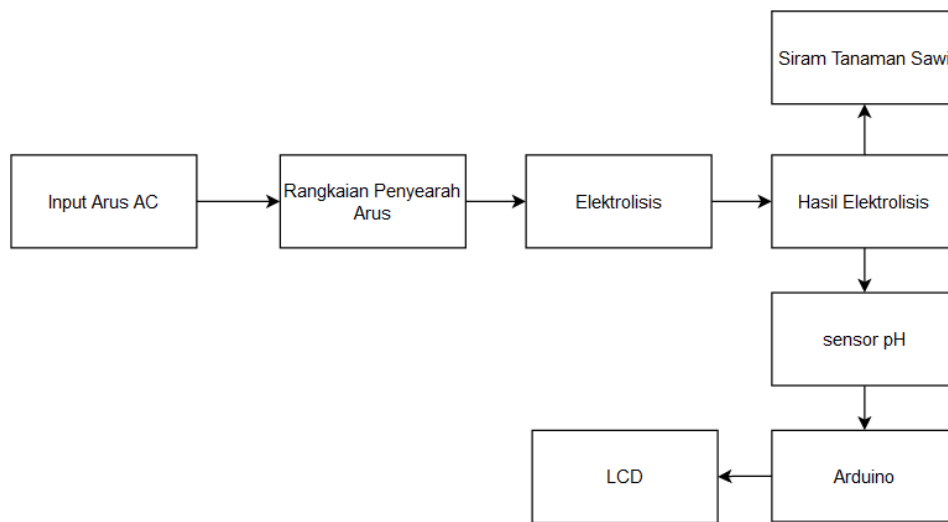 Siram Tanaman Sawi
Input Arus AC
Rangkaian Penyearah
Arus
Elektrolisis
Hasil Elektrolisis
sensor pH
LCD
Arduino